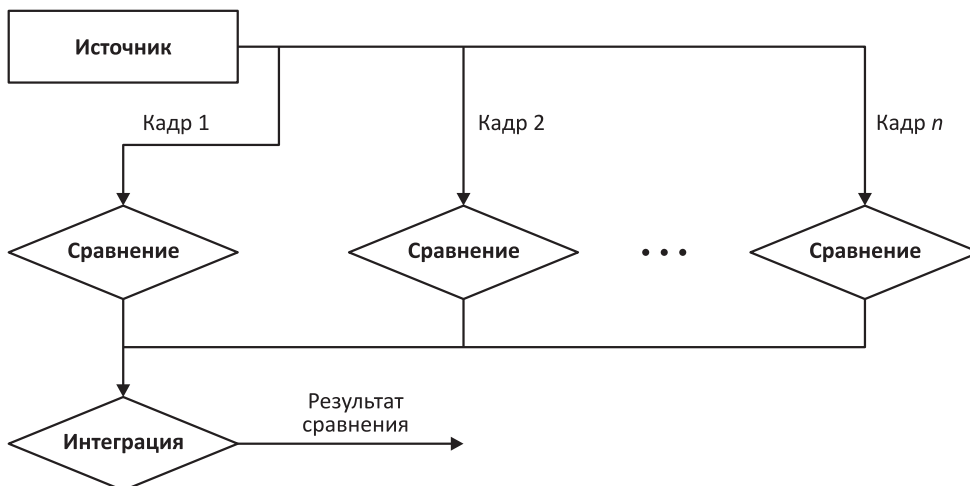 Источник
Кадр 1
Кадр 2
Кадр n
Сравнение
Сравнение
. . .
Сравнение
Результат
сравнения
Интеграция